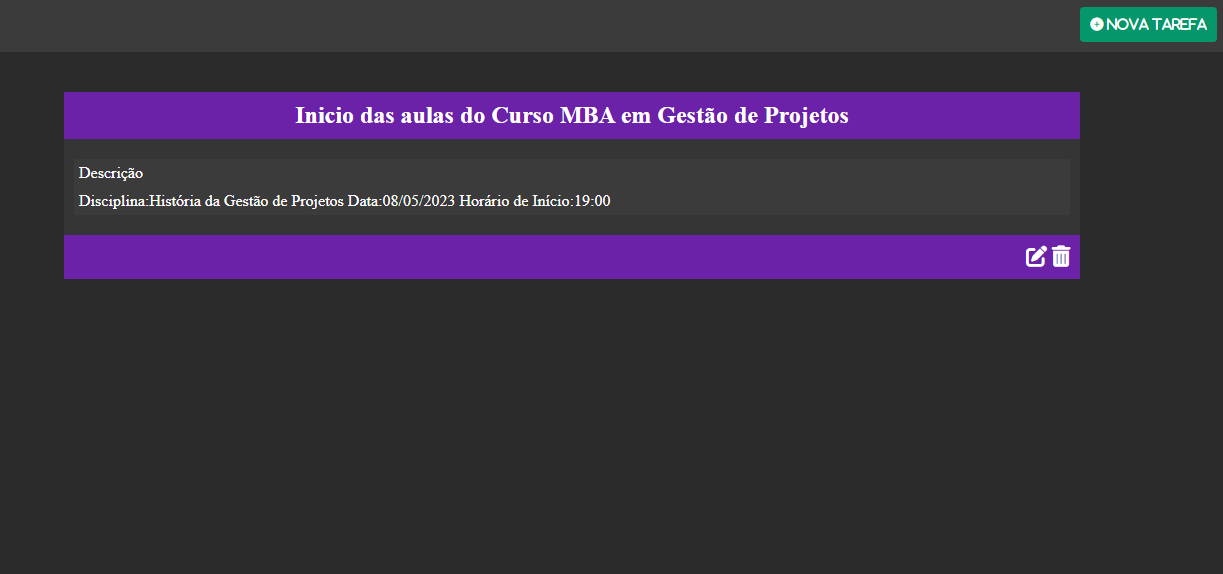 NOVA TAREFA
Inicio das aulas do Curso MBA em Gestão de Projetos
Descrição
Disciplina:História da Gestão de Projetos Data:08/05/2023 Horário de Início:19:00